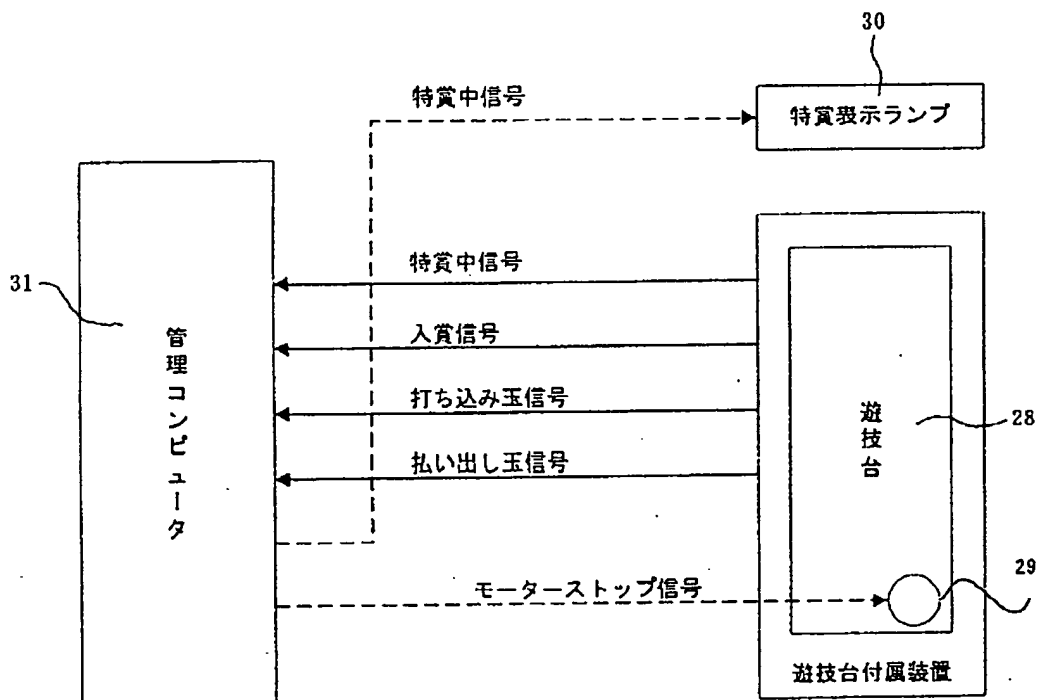 30
特賞中信号
特賞表示ランプ
特賞中信号
31
入賞信号
管理コンピュータ
打ち込み玉信号
遊技台
28
払い出し玉信号
モーターストップ信号
29
遊技台付属装置